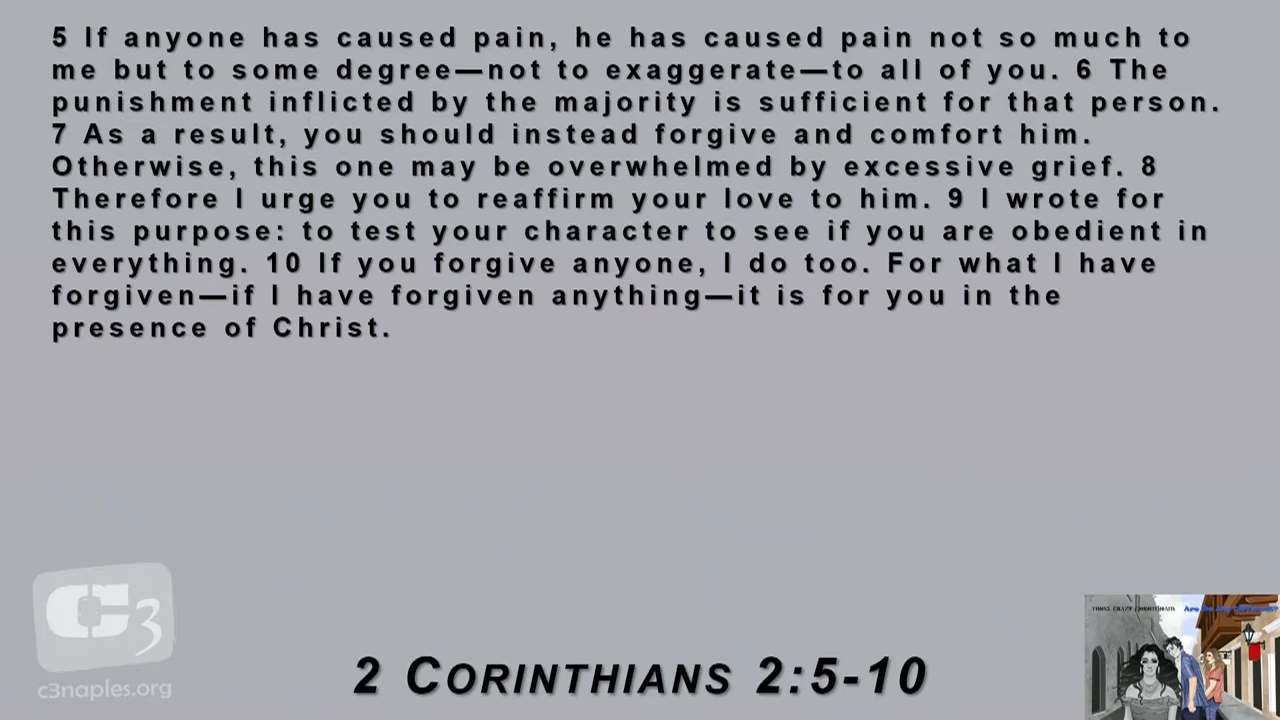 5 If anyone has caused pain, he has caused pain not so much to
me but to some degree—not to exaggerate—to all of you. 6 The
punishment inflicted by the majority is sufficient for that person.
7 As a result, you should instead forgive and comfort him.
Otherwise, this one may be overwhelmed by excessive grief. 8
Therefore I urge you to reaffirm your love to him. 9 I wrote for
this purpose: to test your character to see if you are obedient in
everything. 10 If you forgive anyone, I do too. For what I have
forgiven—if I have forgiven anything—it is for you in the
presence of Christ.
C3
c3naples.org
THOSE CRAZY CORINTHIANS
2 CORINTHIANS 2:5-10